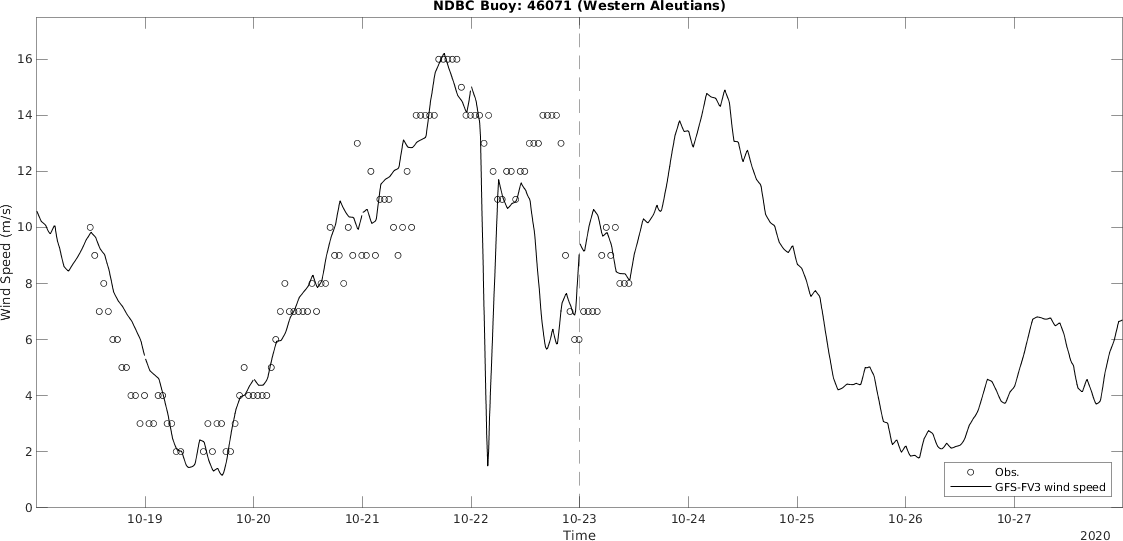 NDBC Buoy: 46071 (Western Aleutians)
Wind Speed (m/s)
16
14
12
10
8
6
4
2
0
10-19 10-20 10-21 10-22 10-23 10-24 10-25 10-26 10-27
Time
2020
Obs.
GFS-FV3 wind speed